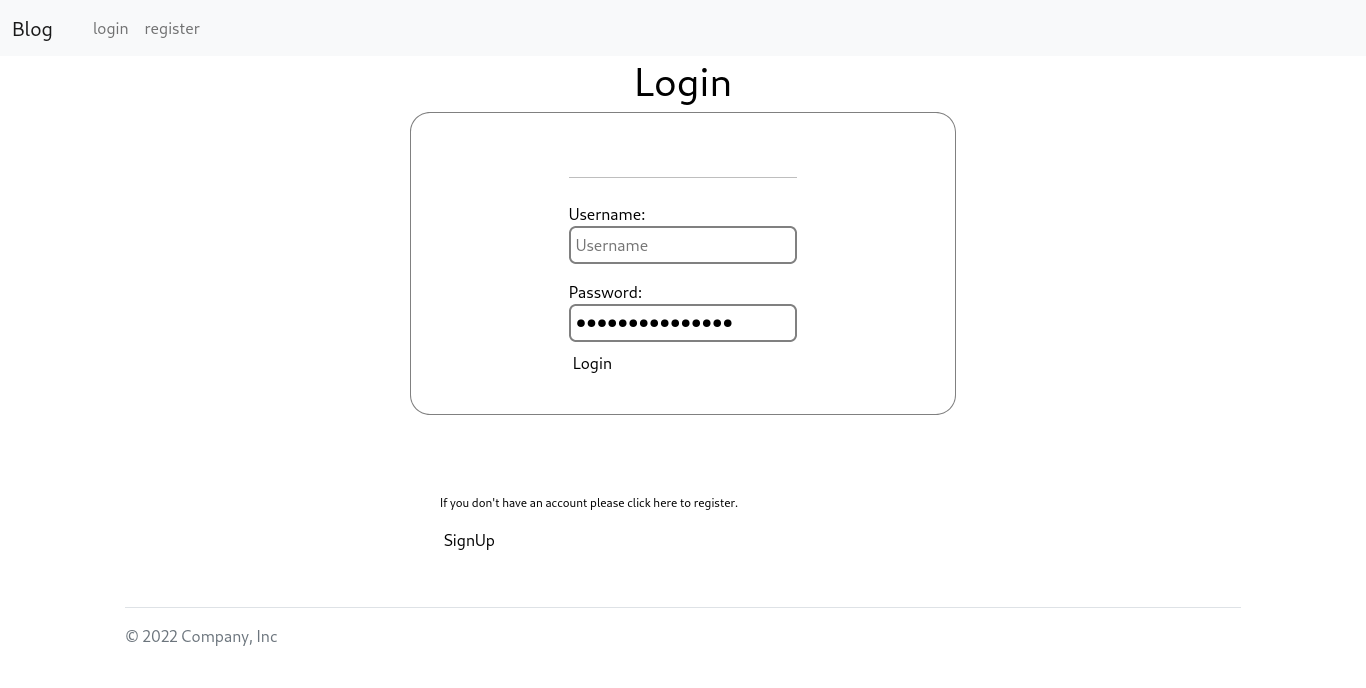 Blog login register
Login
Username:
Username
Password:
●●●●●●●●●●●●●●●
Login
If you don't have an account please click here to register.
SignUp
© 2022 Company, Inc